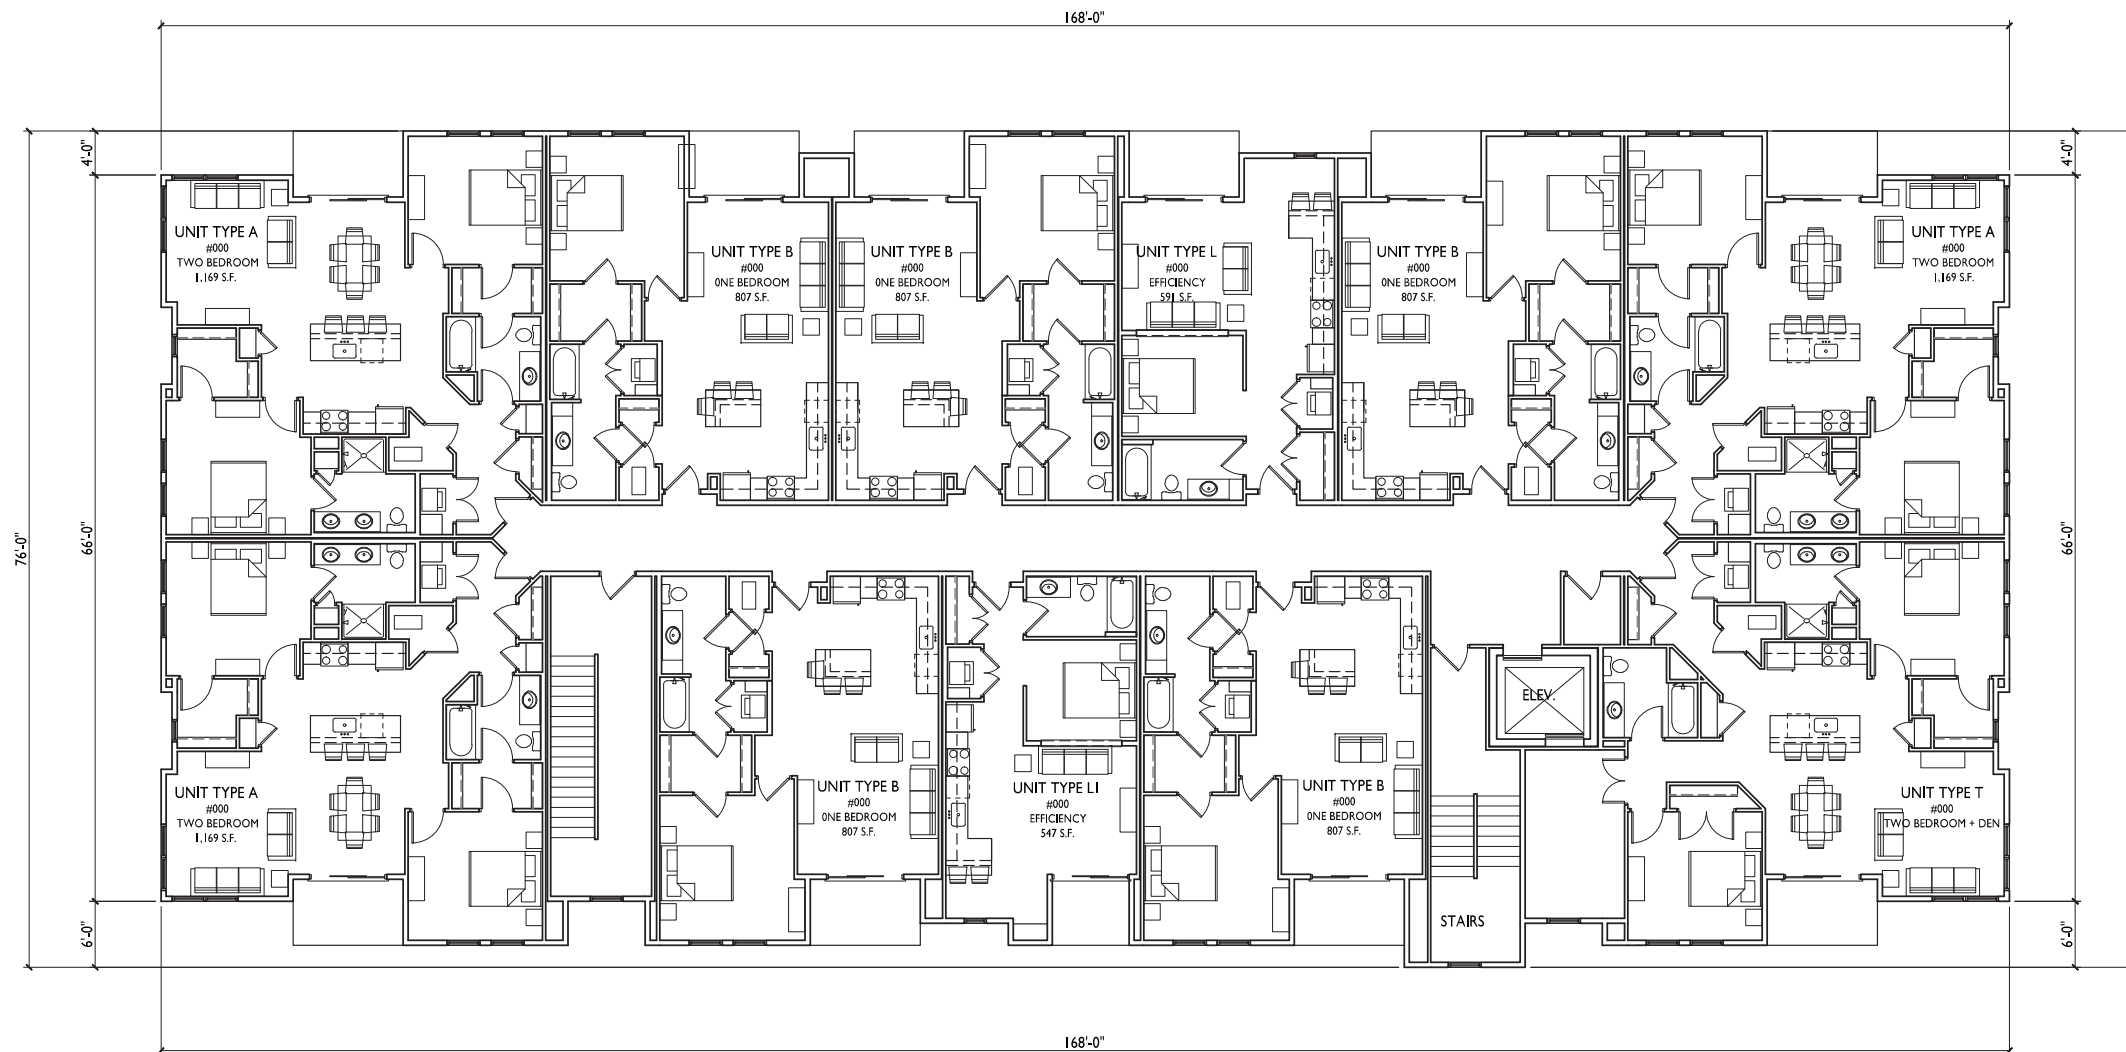 168'-0"
4'-0"
4'-0"
UNIT TYPE A
#000
TWO BEDROOM
1,169 S.F.
UNIT TYPE B
#000
0NE BEDROOM
807 S.F.
UNIT TYPE B
#000
0NE BEDROOM
807 S.F.
UNIT TYPE L
#000
EFFICIENCY
591 S.F.
UNIT TYPE B
#000
0NE BEDROOM
807 S.F.
UNIT TYPE A
#000
TWO BEDROOM
1,169 S.F.
76'-0"
66'-0"
66'-0"
ELEV.
UNIT TYPE A
#000
TWO BEDROOM
1,169 S.F.
UNIT TYPE B
#000
0NE BEDROOM
807 S.F.
UNIT TYPE L1
#000
EFFICIENCY
547 S.F.
UNIT TYPE B
#000
0NE BEDROOM
807 S.F.
UNIT TYPE T
#000
TWO BEDROOM + DEN
STAIRS
6'-0"
6'-0"
168'-0"